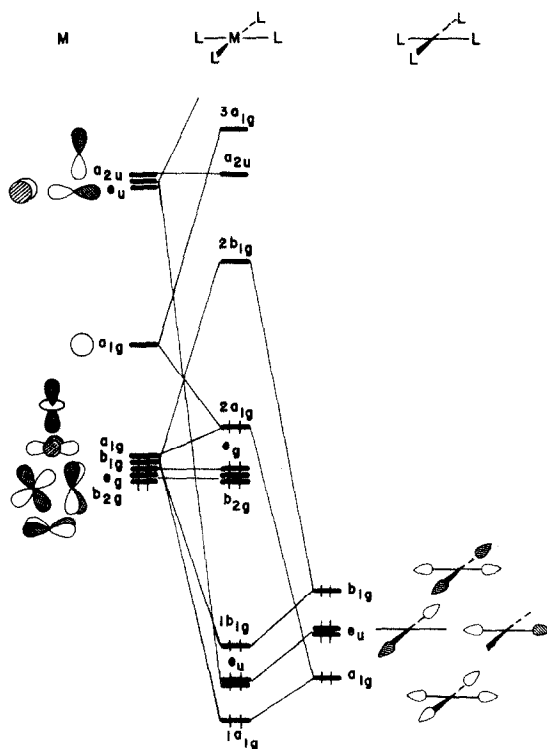 M
L
L M L
L
L
L L
L
3a1g
a2u
a2u
eu
2b1g
a1g
2a1g
a1g
b1g
eg
eg
b2g
b2g
b1g
1b1g
eu
eu
a1g
1a1g